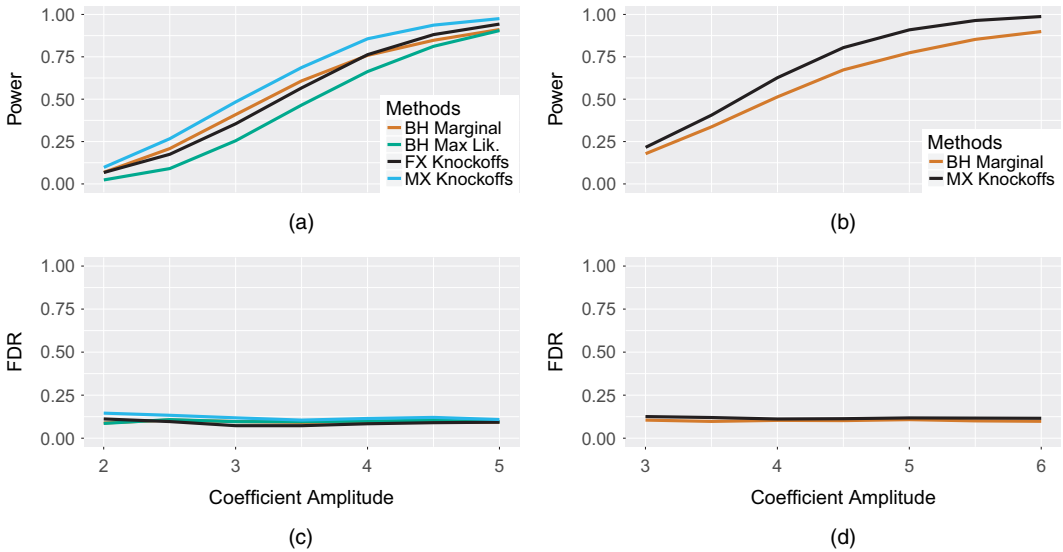 1.00
0.75
0.50
0.25
0.00
Power
Methods
BH Marginal
BH Max Lik.
FX Knockoffs
MX Knockoffs
(a)
1.00
0.75
0.50
0.25
0.00
Power
Methods
BH Marginal
MX Knockoffs
(b)
1.00
0.75
0.50
0.25
0.00
FDR
2 3 4 5
Coefficient Amplitude
(c)
1.00
0.75
0.50
0.25
0.00
FDR
3 4 5 6
Coefficient Amplitude
(d)